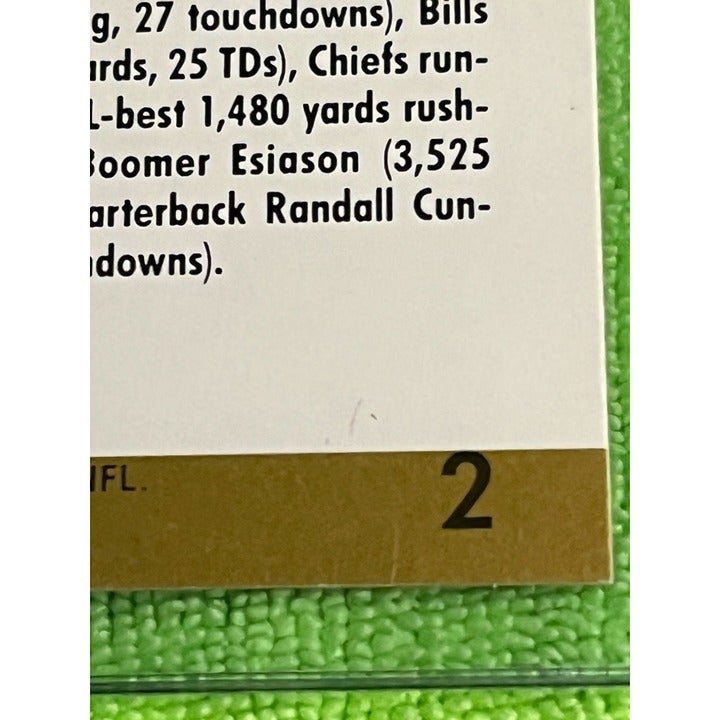 g, 27 touchdowns), Bills
rds, 25 TDs), Chiefs run-
L-best 1,480 yards rush-
Boomer Esiason (3,525
arterback Randall Cun-
downs).
NFL.
2